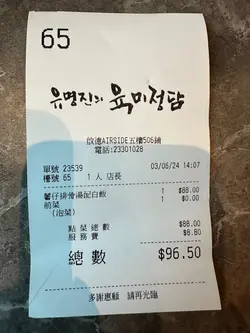 65
유명진의 육미정담
啟德AIRSIDE五樓506舖
電話:23301028
單號 23539 03/06/24 14:07
檯號 65 1 人 店長
薯仔排骨湯配白飯 1 $88.00
前菜 1 $0.00
(泡菜)
點菜總數 $88.00
服務費 $8.80
總數 $96.50
多謝惠顧 請再光臨